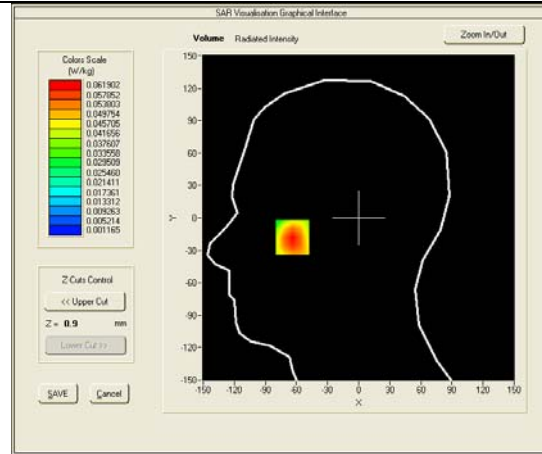 SAR Visualisation Graphical Interface
Volume Radiated Intensity
Zoom In/Out
Colors Scale
(W/kg)
0.061902
0.057852
0.053803
0.049754
0.045705
0.041656
0.037607
0.033558
0.029509
0.025460
0.021411
0.017361
0.013312
0.009263
0.005214
0.001165
Z Cuts Control
<< Upper Cut
Z = 0.9 mm
Lower Cut >>
SAVE Cancel
150-
120-
90-
60-
30-
0-
-30-
-60-
-90-
-120-
-150-
Y
-150 -120 -90 -60 -30 0 30 60 90 120 150
X